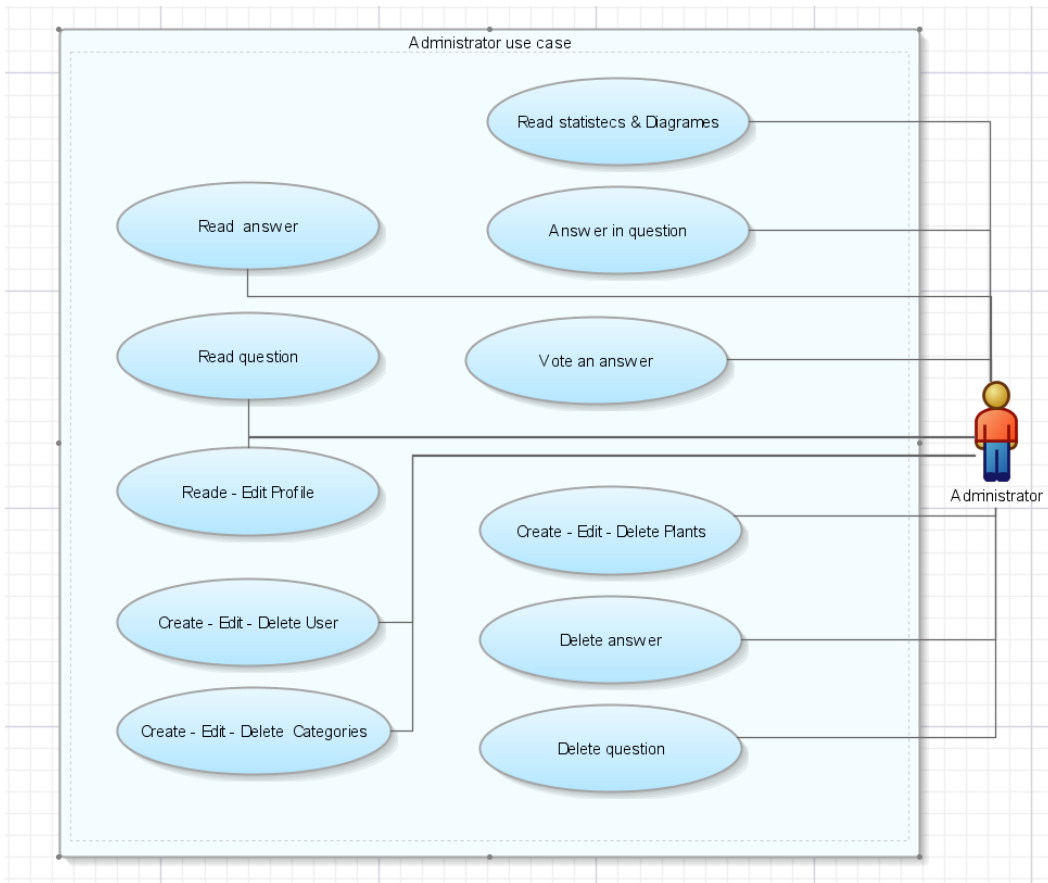 Administrator use case
Read statistecs & Diagrames
Read answer
Answer in question
Read question
Vote an answer
Reade - Edit Profile
Administrator
Create - Edit - Delete Plants
Create - Edit - Delete User
Delete answer
Create - Edit - Delete Categories
Delete question